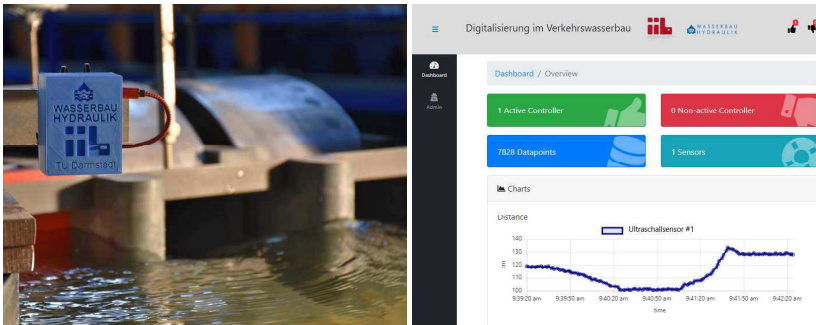 WASSERBAU
HYDRAULIK
iiL
TU Darmstadt
Digitalisierung im Verkehrswasserbau
iiL
WASSERBAU
HYDRAULIK
Dashboard
Admin
Dashboard / Overview
1 Active Controller
0 Non-active Controller
7828 Datapoints
1 Sensors
Charts
Distance
Ultraschallsensor #1
140
130
120
110
100
m
9:39:20 am 9:39:50 am 9:40:20 am 9:40:50 am 9:41:20 am 9:41:50 am 9:42:20 am
time